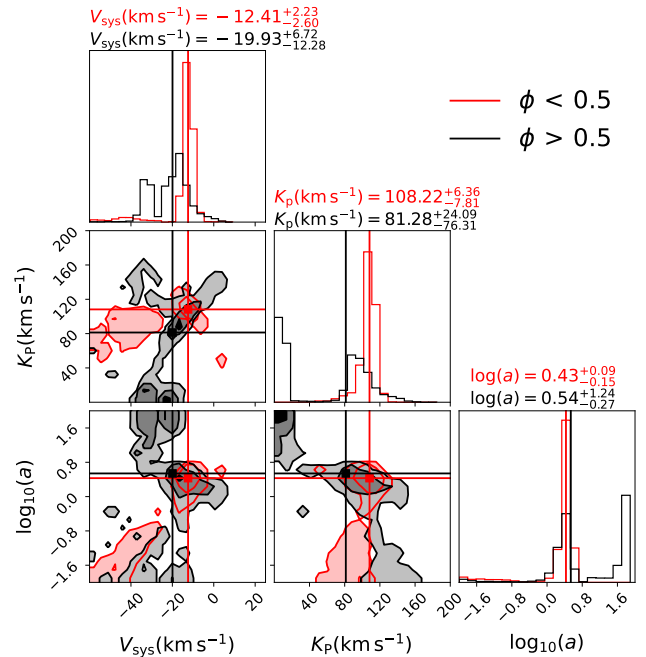 V_sys(km s⁻¹) = −12.41 +2.23 −2.60
V_sys(km s⁻¹) = −19.93 +6.72 −12.28
ϕ < 0.5
ϕ > 0.5
K_p(km s⁻¹) = 108.22 +6.36 −7.81
K_p(km s⁻¹) = 81.28 +24.09 −76.31
200
160
120
80
40
K_P(km s⁻¹)
log(a) = 0.43 +0.09 −0.15
log(a) = 0.54 +1.24 −0.27
1.6
0.8
0.0
−0.8
−1.6
log₁₀(a)
−40 −20 0 20
40 80 120 160 200
−1.6 −0.8 0.0 0.8 1.6
V_sys(km s⁻¹)
K_P(km s⁻¹)
log₁₀(a)